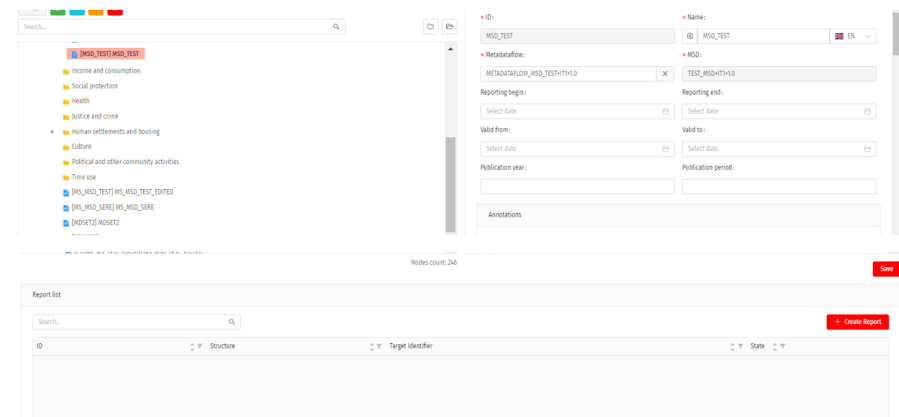 Search...
[MSD_TEST] MSD_TEST
Income and consumption
Social protection
Health
Justice and crime
Human settlements and housing
Culture
Political and other community activities
Time use
[MS_MSD_TEST] MS_MSD_TEST_EDITED
[MS_MSD_SERE] MS_MSD_SERE
[MDSET2] MDSET2
* ID: * Name:
MSD_TEST MSD_TEST EN
* Metadataflow: * MSD:
METADATAFLOW_MSD_TEST+IT1+1.0 TEST_MSD+IT1+1.0
Reporting begin: Reporting end:
Select date Select date
Valid from: Valid to:
Select date Select date
Publication year: Publication period:
Annotations
Nodes count: 246
Save
Report list
Search... + Create Report
ID Structure Target Identifier State